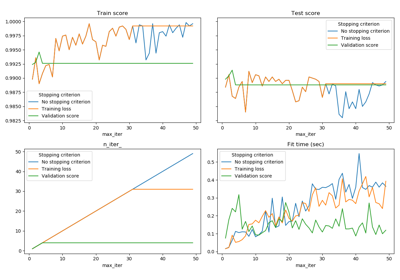 Train score
Test score
1.0000
0.9975
0.9950
0.9925
0.9900
0.9875
0.9850
0.9825
Stopping criterion
No stopping criterion
Training loss
Validation score
Stopping criterion
No stopping criterion
Training loss
Validation score
0 10 20 30 40 50
max_iter
0 10 20 30 40 50
max_iter
n_iter_
Fit time (sec)
50
40
30
20
10
0
Stopping criterion
No stopping criterion
Training loss
Validation score
0.5
0.4
0.3
0.2
0.1
0.0
Stopping criterion
No stopping criterion
Training loss
Validation score
0 10 20 30 40 50
max_iter
0 10 20 30 40 50
max_iter